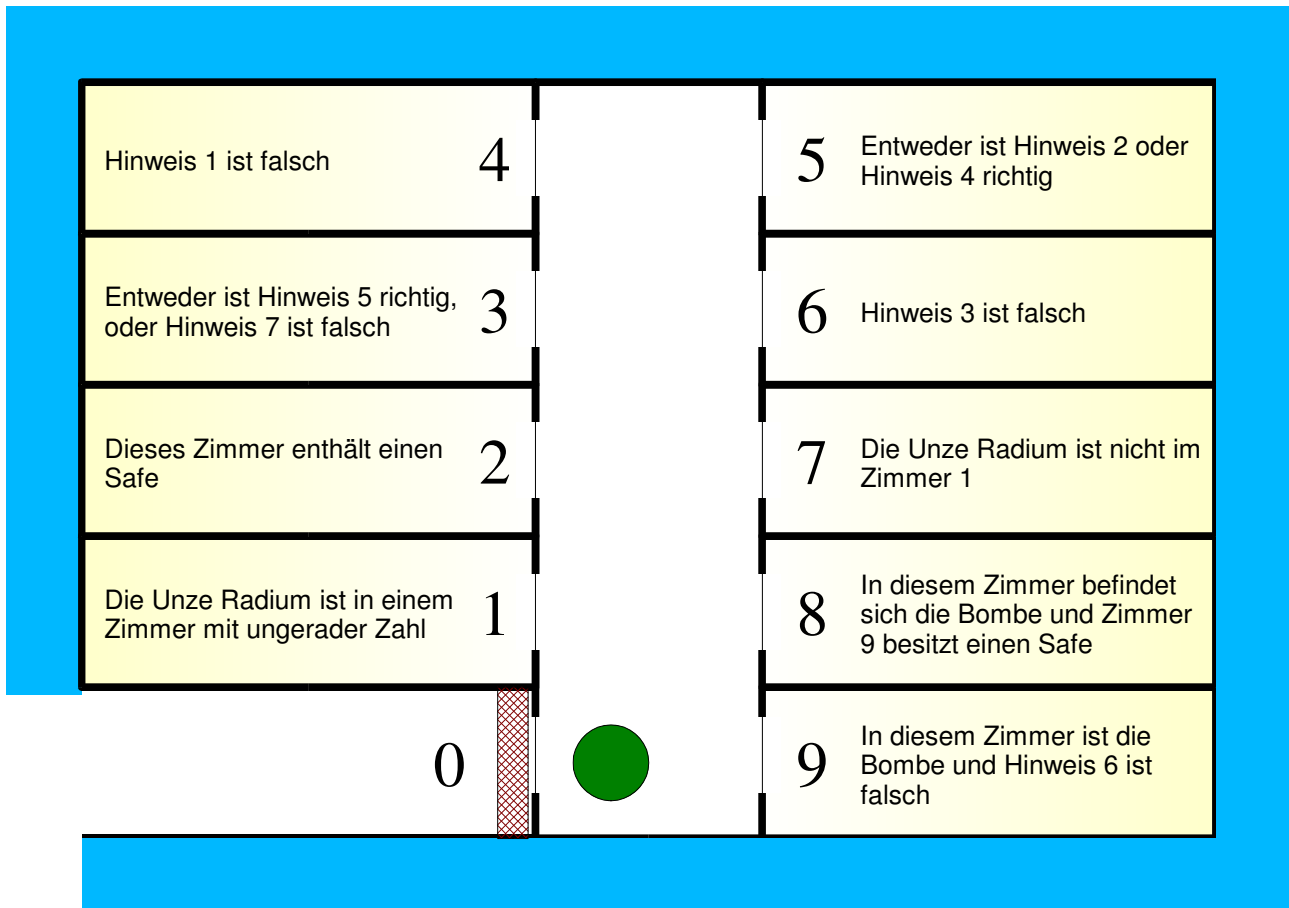 Hinweis 1 ist falsch
4
Entweder ist Hinweis 5 richtig,
oder Hinweis 7 ist falsch
3
Dieses Zimmer enthält einen
Safe
2
Die Unze Radium ist in einem
Zimmer mit ungerader Zahl
1
0
5
Entweder ist Hinweis 2 oder
Hinweis 4 richtig
6
Hinweis 3 ist falsch
7
Die Unze Radium ist nicht im
Zimmer 1
8
In diesem Zimmer befindet
sich die Bombe und Zimmer
9 besitzt einen Safe
9
In diesem Zimmer ist die
Bombe und Hinweis 6 ist
falsch